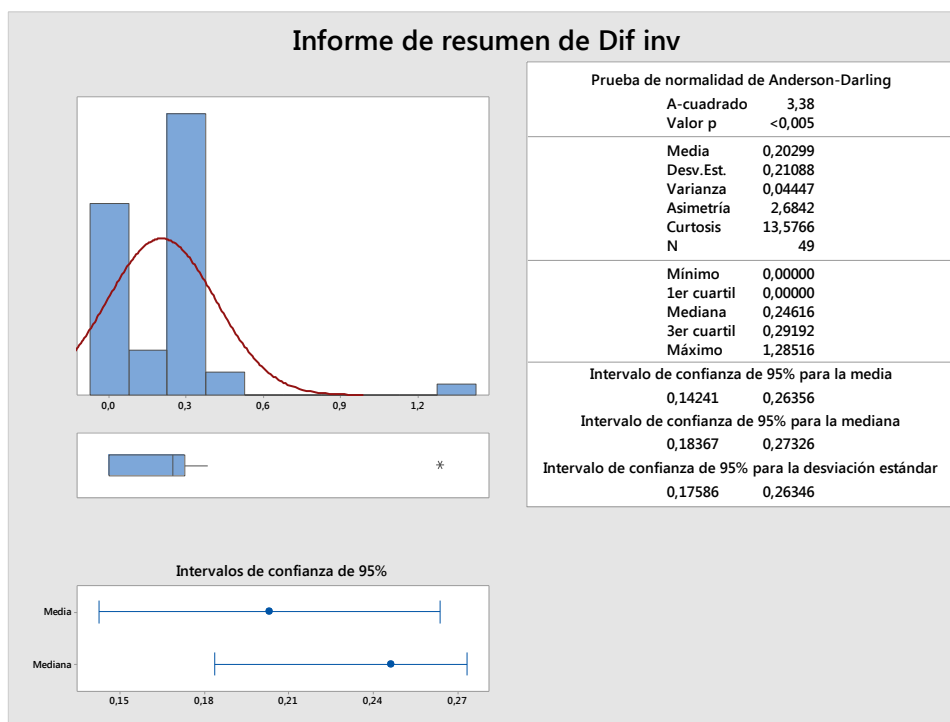 Informe de resumen de Dif inv
0,0 0,3 0,6 0,9 1,2
*
Intervalos de confianza de 95%
Media
Mediana
0,15 0,18 0,21 0,24 0,27
Prueba de normalidad de Anderson-Darling
A-cuadrado 3,38
Valor p <0,005
Media 0,20299
Desv.Est. 0,21088
Varianza 0,04447
Asimetría 2,6842
Curtosis 13,5766
N 49
Mínimo 0,00000
1er cuartil 0,00000
Mediana 0,24616
3er cuartil 0,29192
Máximo 1,28516
Intervalo de confianza de 95% para la media
0,14241 0,26356
Intervalo de confianza de 95% para la mediana
0,18367 0,27326
Intervalo de confianza de 95% para la desviación estándar
0,17586 0,26346